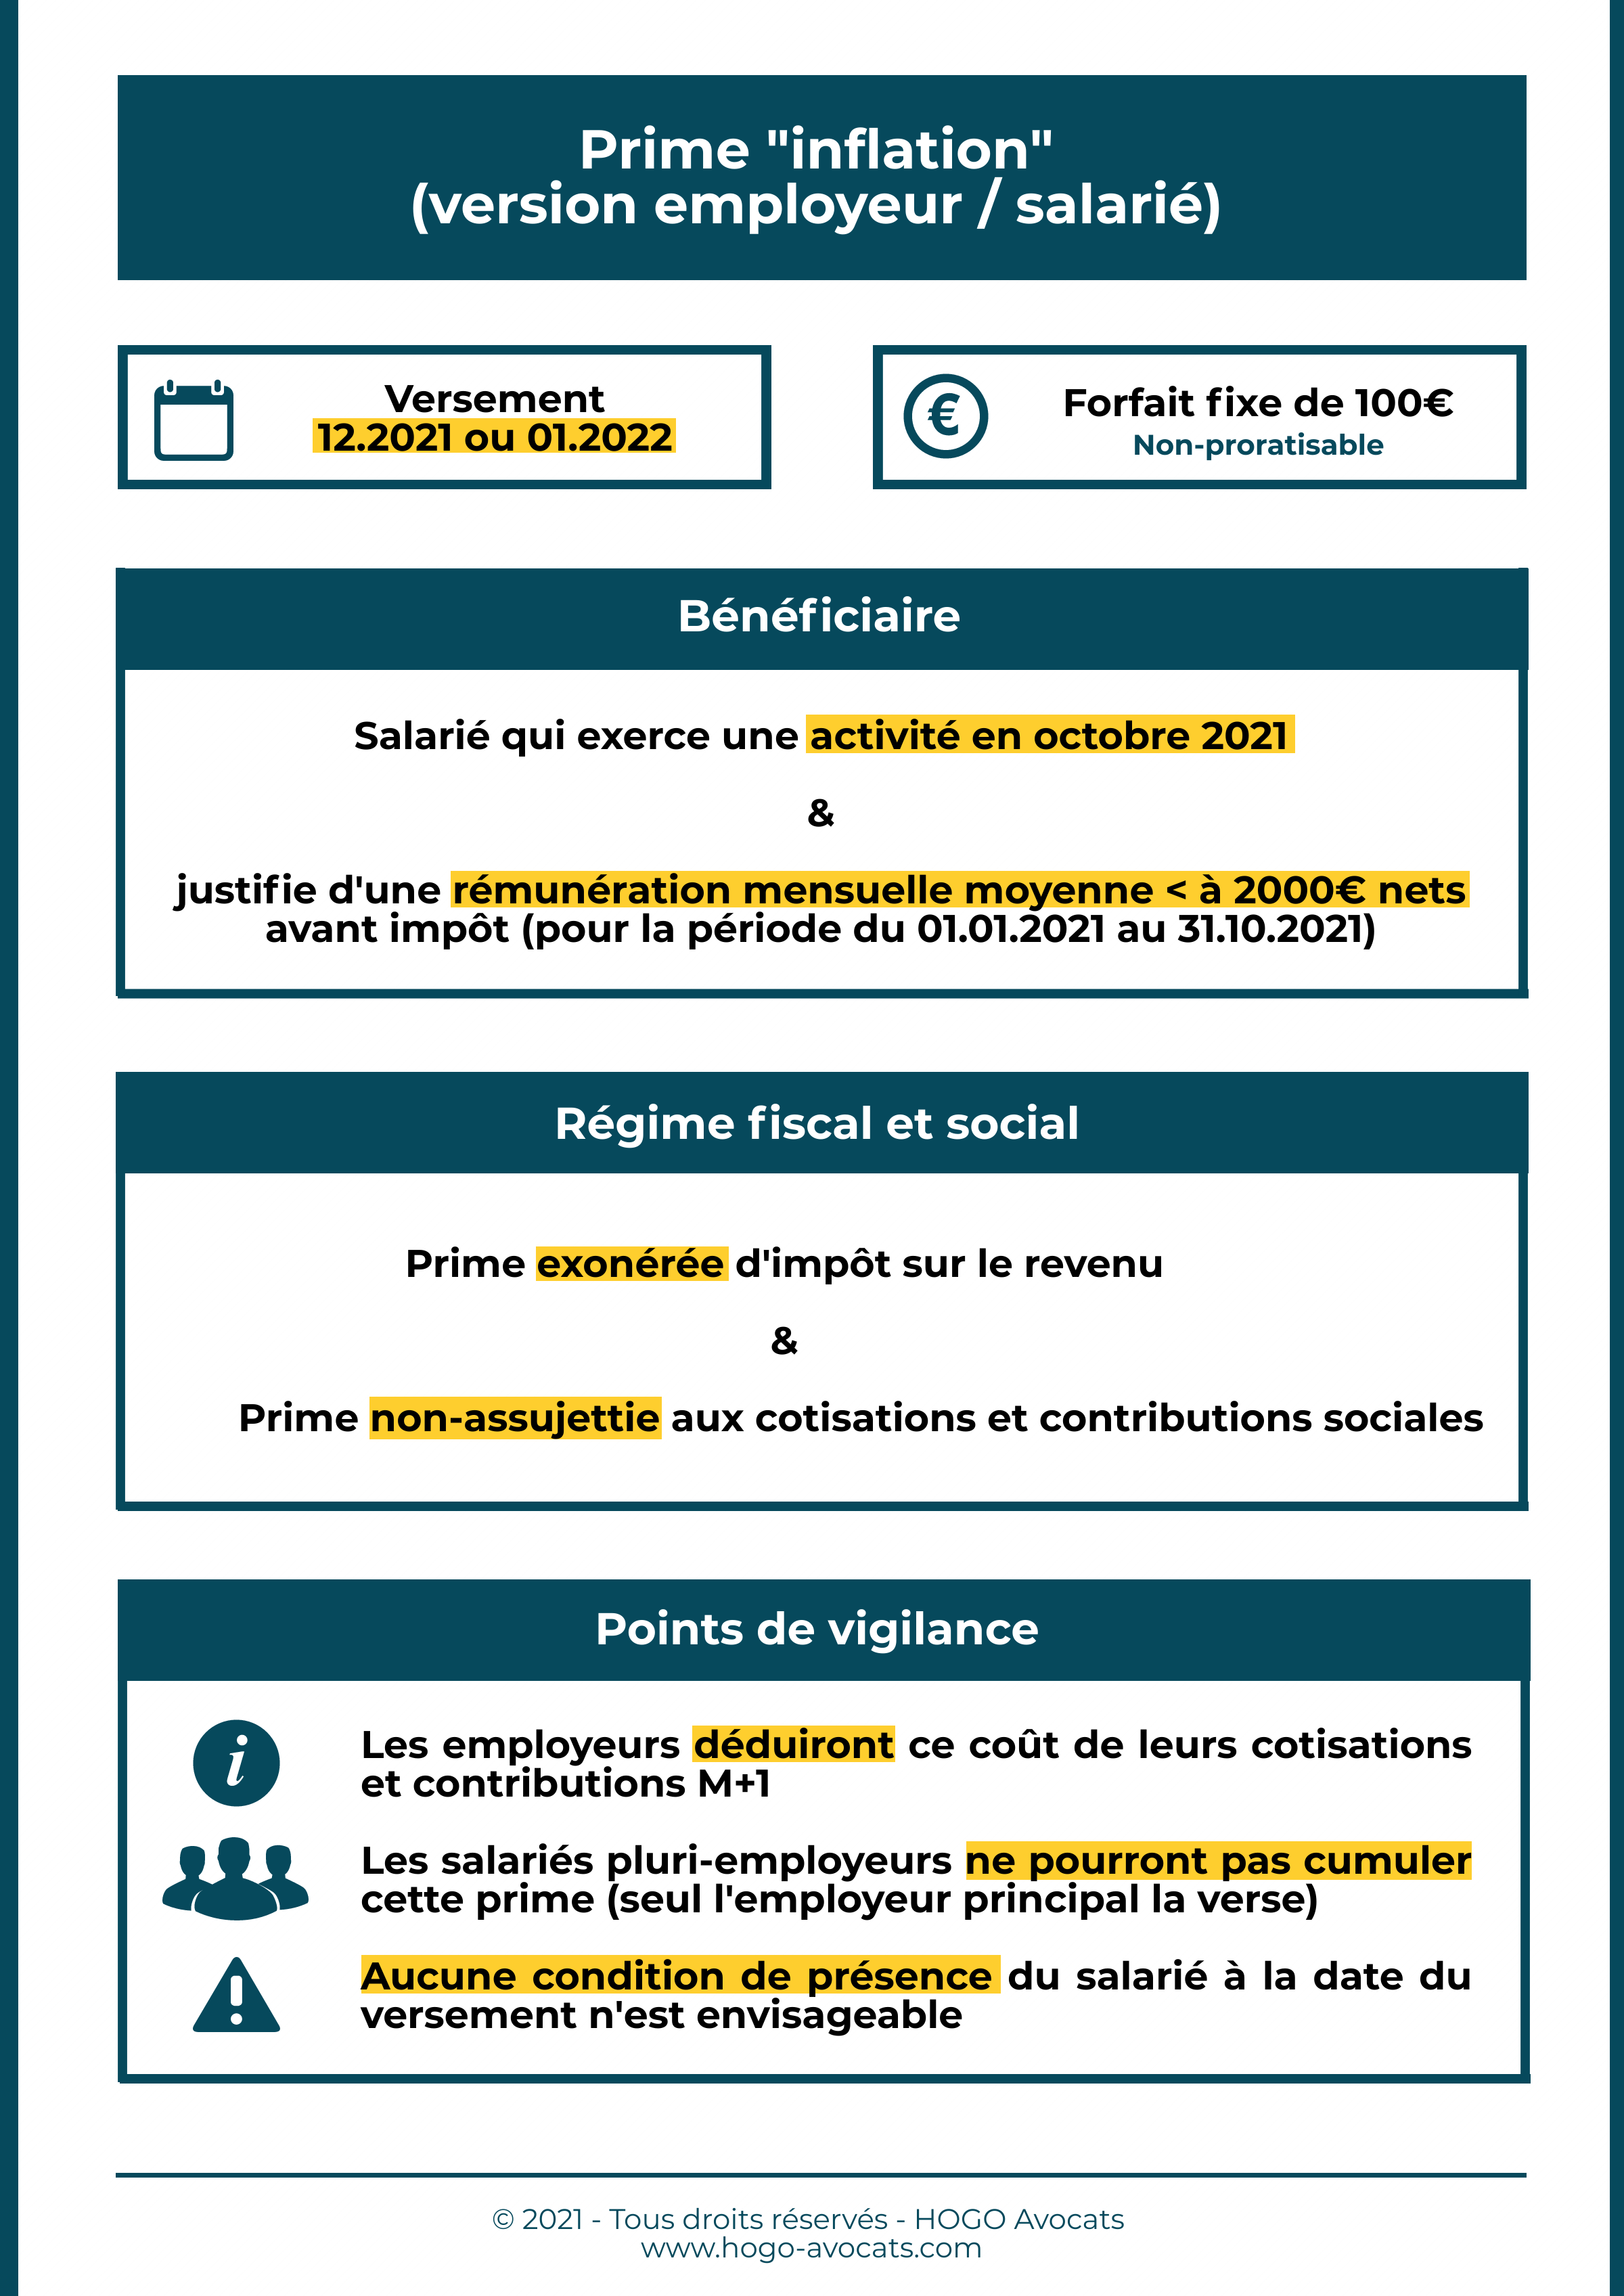 Prime "inflation"
(version employeur / salarié)
Versement
12.2021 ou 01.2022
€
Forfait fixe de 100€
Non-proratisable
Bénéficiaire
Salarié qui exerce une activité en octobre 2021
&
justifie d'une rémunération mensuelle moyenne < à 2000€ nets
avant impôt (pour la période du 01.01.2021 au 31.10.2021)
Régime fiscal et social
Prime exonérée d'impôt sur le revenu
&
Prime non-assujettie aux cotisations et contributions sociales
Points de vigilance
i
Les employeurs déduiront ce coût de leurs cotisations
et contributions M+1
Les salariés pluri-employeurs ne pourront pas cumuler
cette prime (seul l'employeur principal la verse)
!
Aucune condition de présence du salarié à la date du
versement n'est envisageable
© 2021 - Tous droits réservés - HOGO Avocats
www.hogo-avocats.com